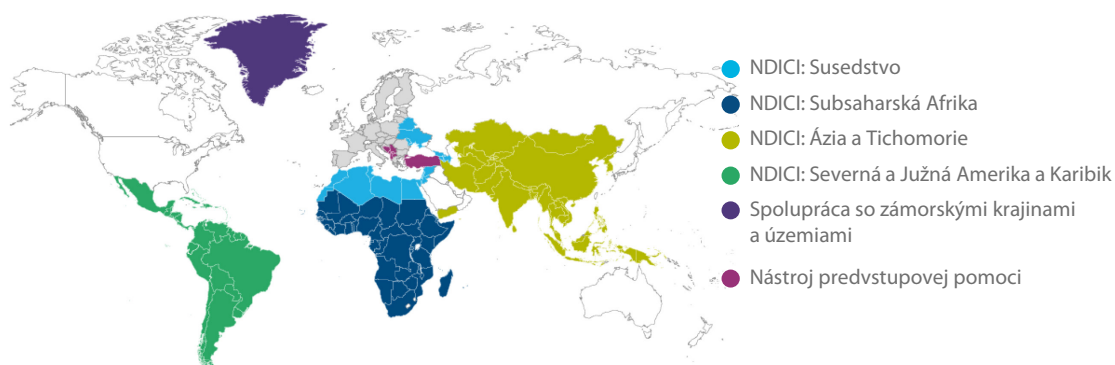 NDICI: Susedstvo
NDICI: Subsaharská Afrika
NDICI: Ázia a Tichomorie
NDICI: Severná a Južná Amerika a Karibik
Spolupráca so zámorskými krajinami
a územiami
Nástroj predvstupovej pomoci